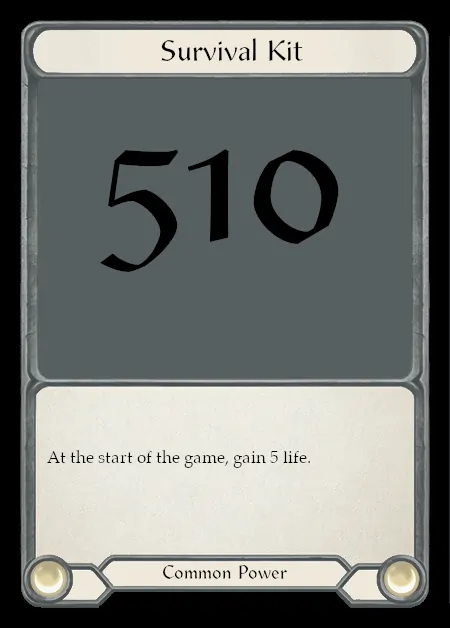 Survival Kit
510
At the start of the game, gain 5 life.
Common Power